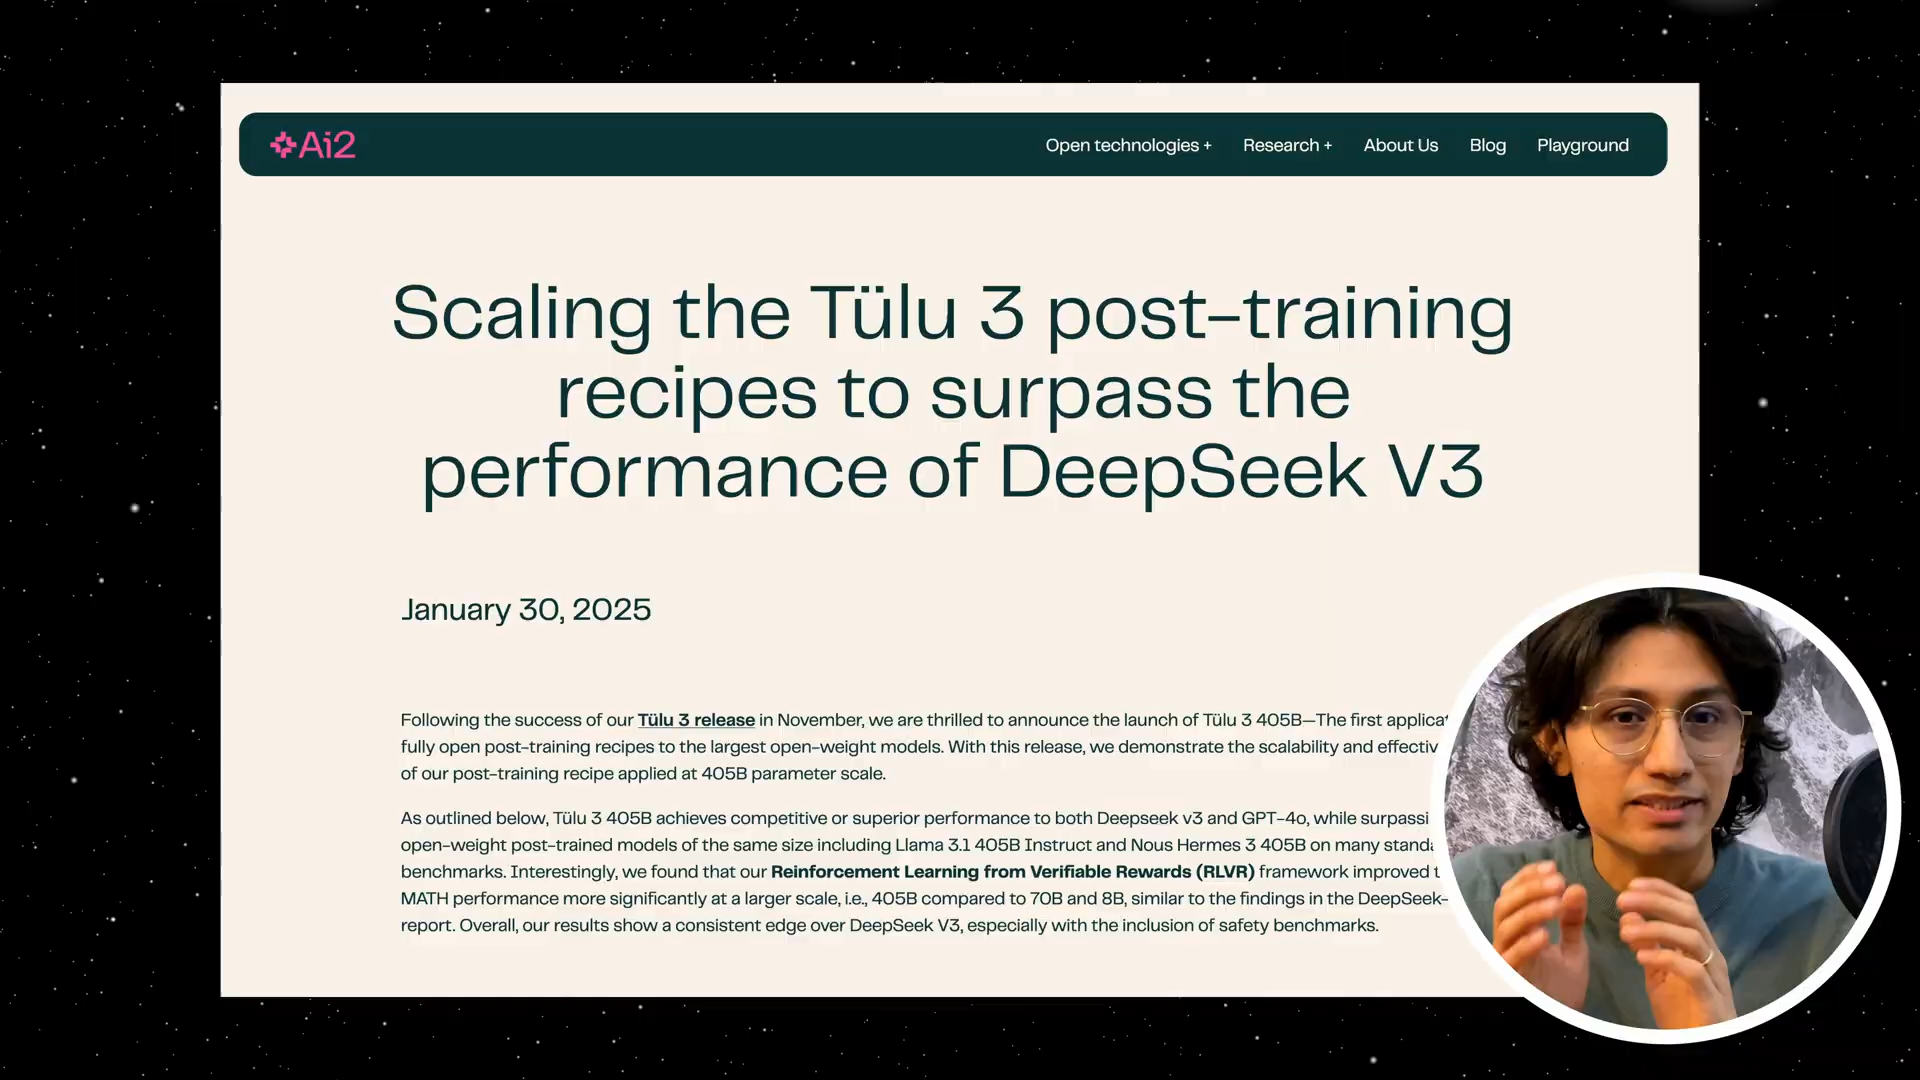 Ai2
Open technologies + Research + About Us Blog Playground
Scaling the Tülu 3 post-training
recipes to surpass the
performance of DeepSeek V3
January 30, 2025
Following the success of our Tülu 3 release in November, we are thrilled to announce the launch of Tülu 3 405B—The first
fully open post-training recipes to the largest open-weight models. With this release, we demonstrate the scalability and
of our post-training recipe applied at 405B parameter scale.
As outlined below, Tülu 3 405B achieves competitive or superior performance to both Deepseek v3 and GPT-4o, while
open-weight post-trained models of the same size including Llama 3.1 405B Instruct and Nous Hermes 3 405B on many
benchmarks. Interestingly, we found that our Reinforcement Learning from Verifiable Rewards (RLVR) framework improved
MATH performance more significantly at a larger scale, i.e., 405B compared to 70B and 8B, similar to the findings in the DeepSeek-
report. Overall, our results show a consistent edge over DeepSeek V3, especially with the inclusion of safety benchmarks.